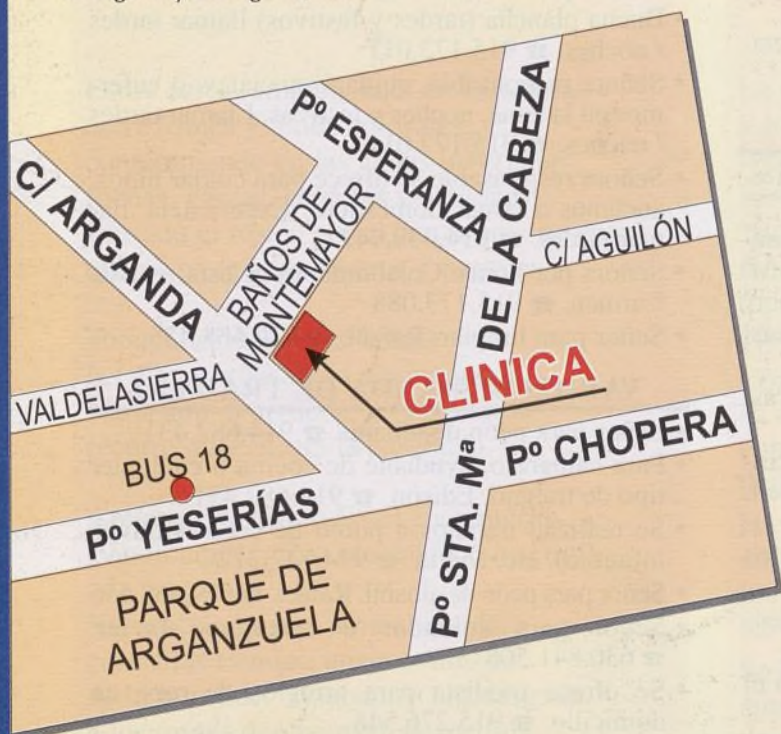 Pº ESPERANZA
DE LA CABEZA
C/ ARGANDA
BAÑOS DE
MONTEMAYOR
C/ AGUILÓN
CLINICA
VALDELASIERRA
Pº CHOPERA
BUS 18
Pº STA. Mª
Pº YESERÍAS
PARQUE DE
ARGANZUELA